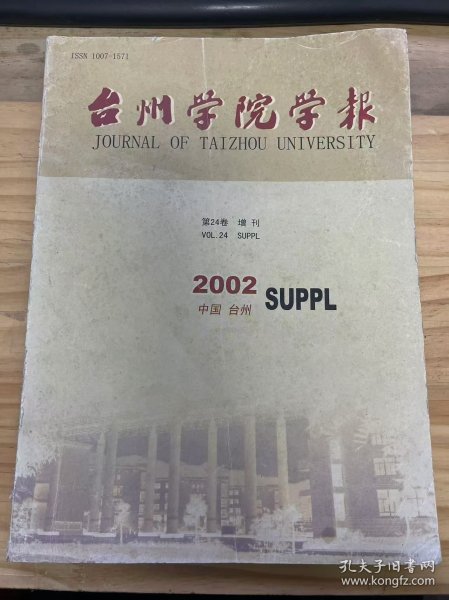 ISSN 1007-1571
台州学院学報
JOURNAL OF TAIZHOU UNIVERSITY
第24卷 增 刊
VOL.24 SUPPL
2002 SUPPL
中国 台州
孔夫子旧书网
www.kongfz.com